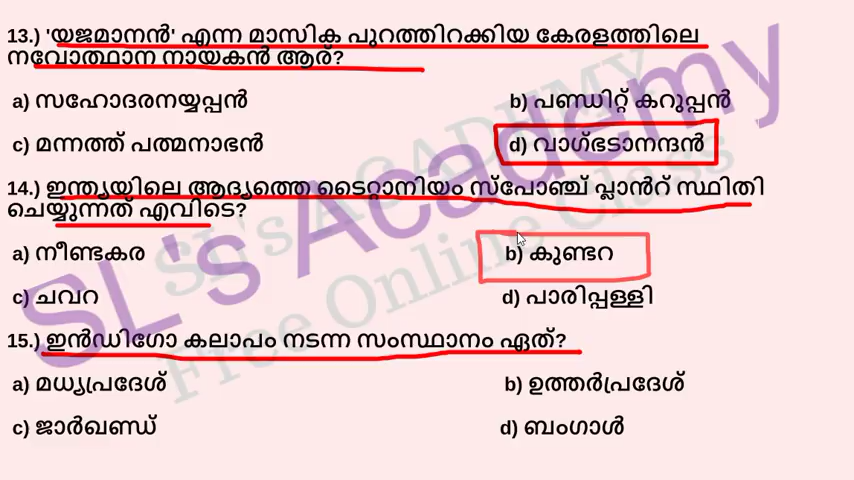 13.) 'യജമാനൻ' എന്ന മാസിക പുറത്തിറക്കിയ കേരളത്തിലെ
നവോത്ഥാന നായകൻ ആര്?
a) സഹോദരനയ്യപ്പൻ b) പണ്ഡിറ്റ് കറുപ്പൻ
c) മന്നത്ത് പത്മനാഭൻ d) വാഗ്ഭടാനന്ദൻ
14.) ഇന്ത്യയിലെ ആദ്യത്തെ ടൈറ്റാനിയം സ്പോഞ്ച് പ്ലാൻറ് സ്ഥിതി
ചെയ്യുന്നത് എവിടെ?
a) നീണ്ടകര b) കുണ്ടറ
c) ചവറ d) പാരിപ്പള്ളി
15.) ഇൻഡിഗോ കലാപം നടന്ന സംസ്ഥാനം ഏത്?
a) മധ്യപ്രദേശ് b) ഉത്തർപ്രദേശ്
c) ജാർഖണ്ഡ് d) ബംഗാൾ
SL's Academy
SL's ACADEMY
Free Online Class